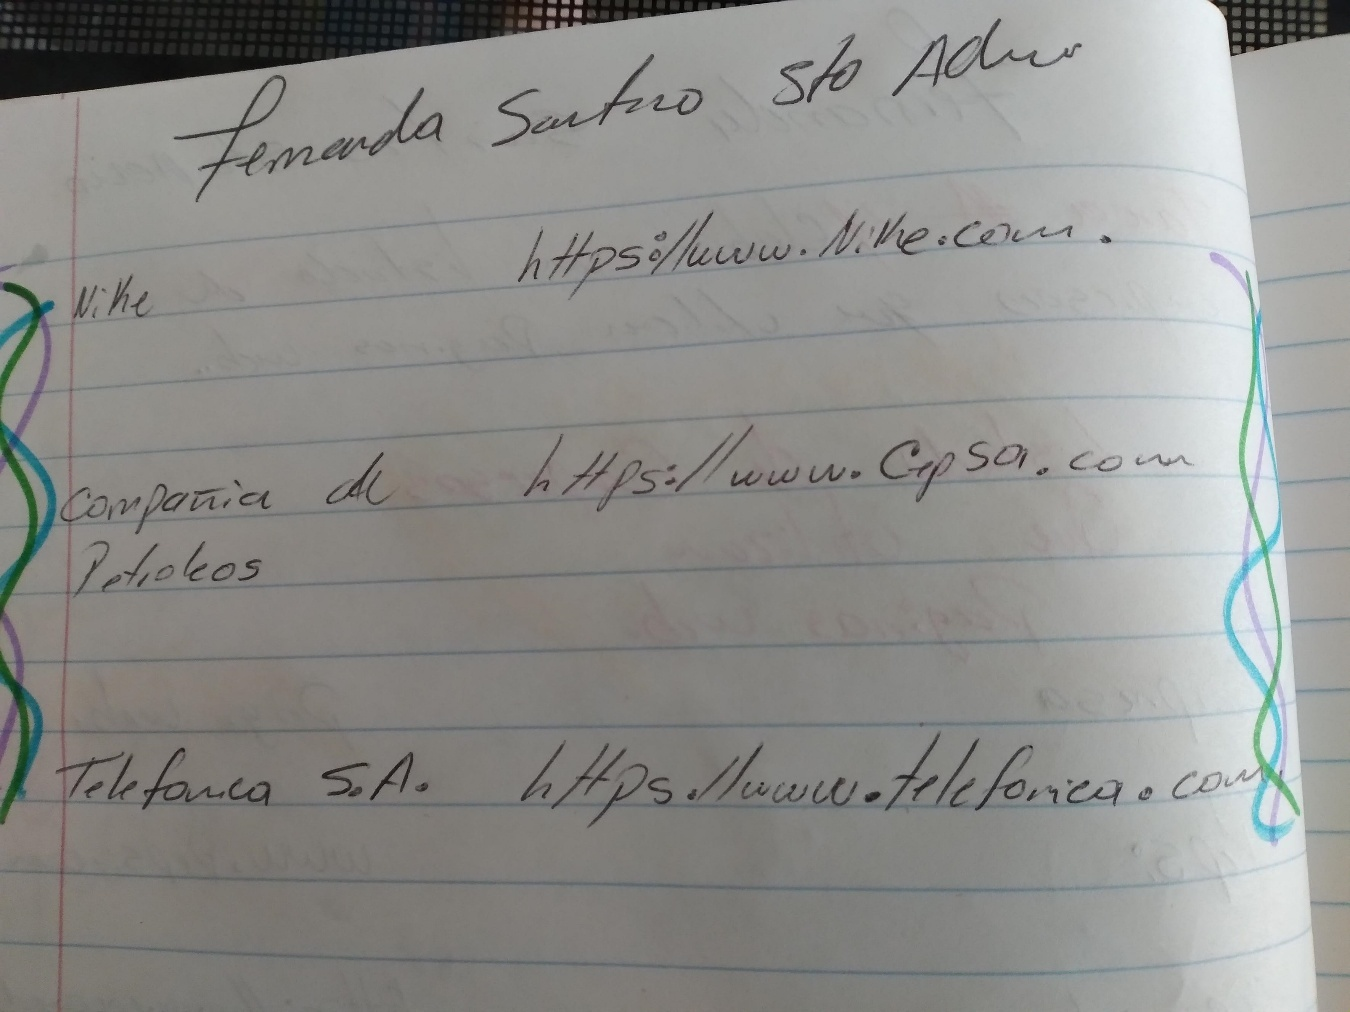 Fernanda Santos 5to Adm
Nike https://www.Nike.com.
Compañia de https://www.Cepsa.com
Petroleos
Telefonica S.A. https://www.telefonica.com